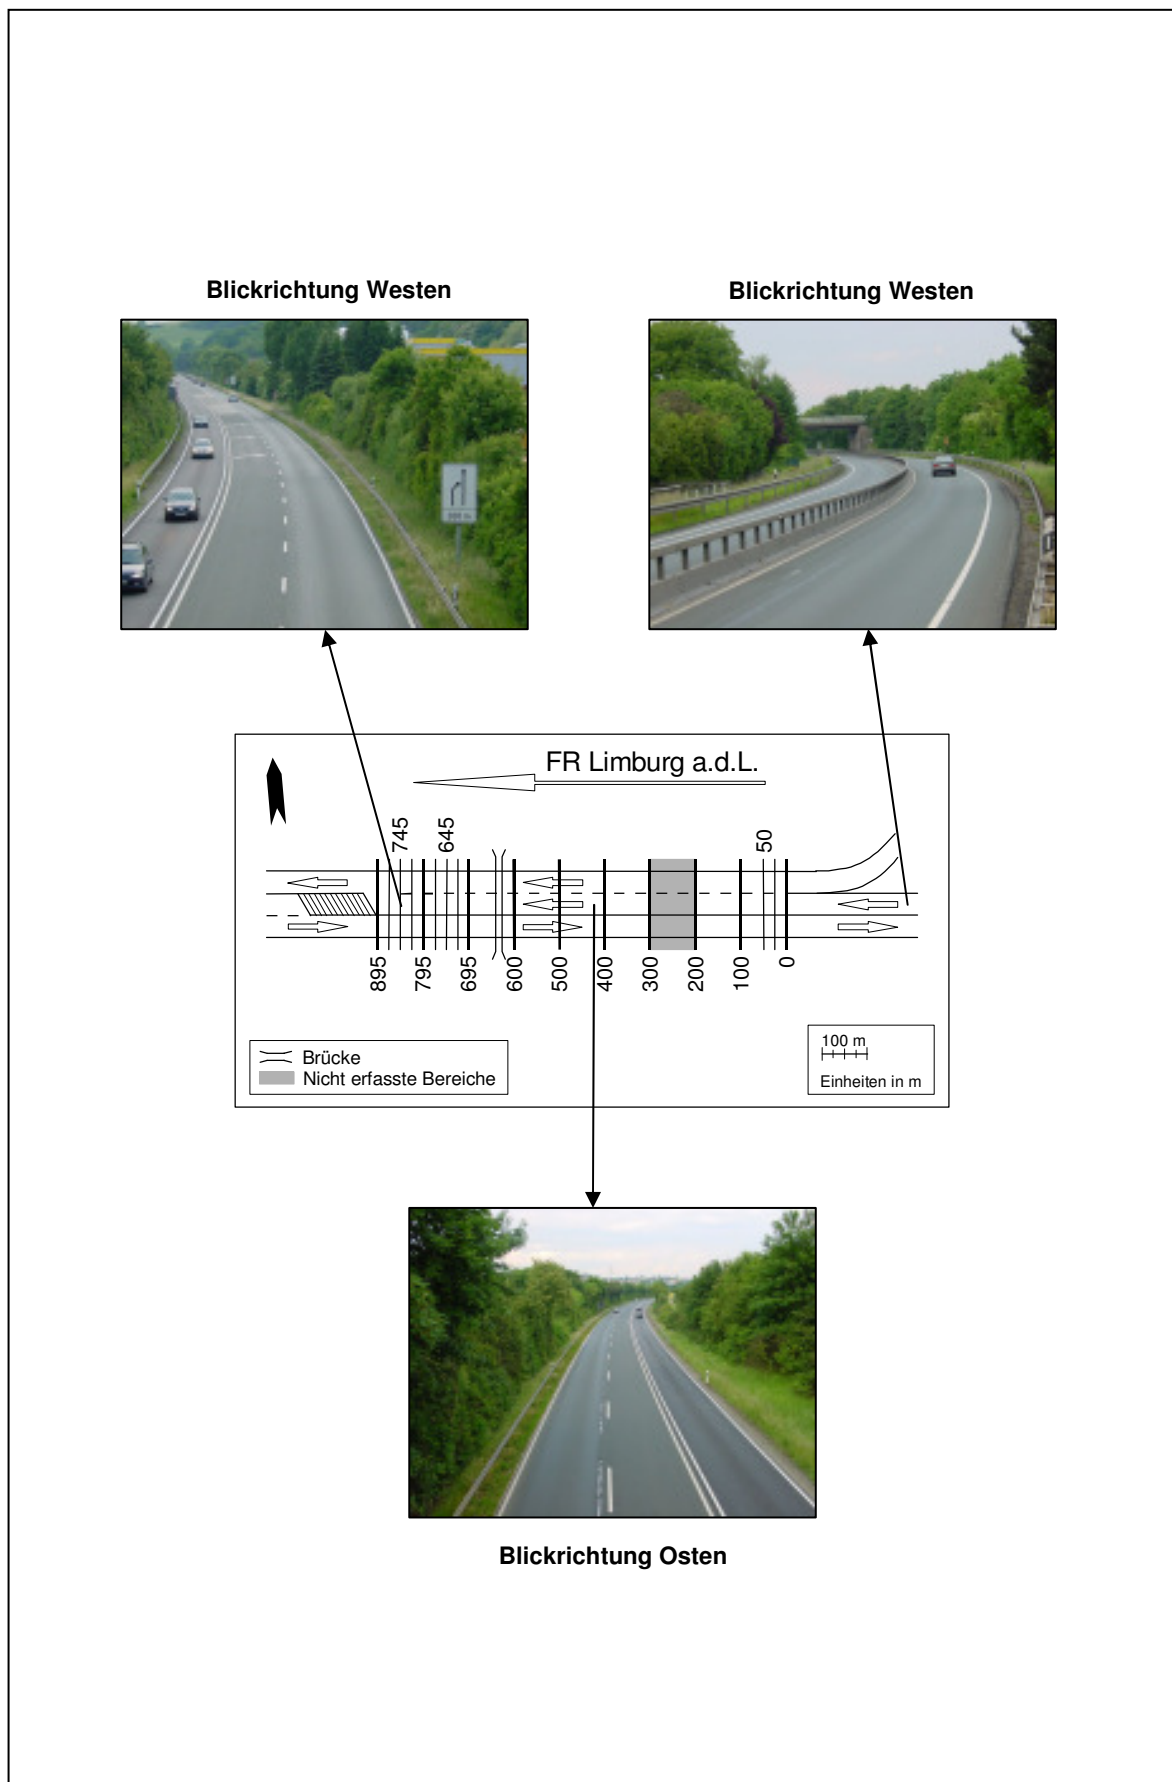 Blickrichtung Westen
Blickrichtung Westen
FR Limburg a.d.L.
745
645
50
895
795
695
600
500
400
300
200
100
0
Brücke
Nicht erfasste Bereiche
100 m
Einheiten in m
Blickrichtung Osten